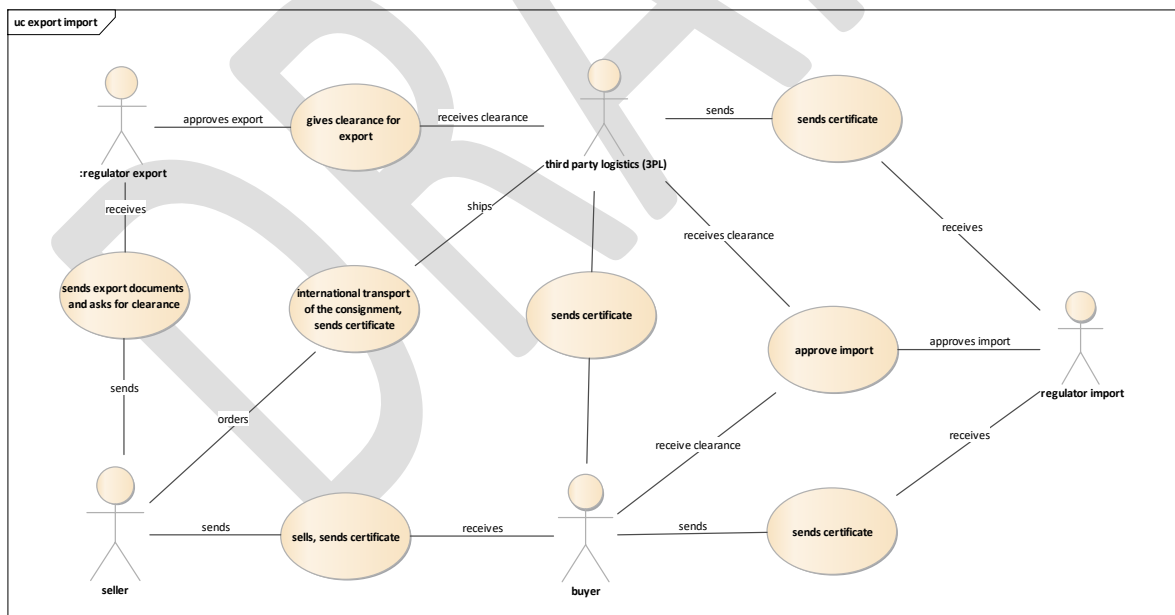 uc export import
approves export
gives clearance for
export
receives clearance
sends
sends certificate
:regulator export
third party logistics (3PL)
receives
ships
receives clearance
receives
sends export documents
and asks for clearance
international transport
of the consignment,
sends certificate
sends certificate
approve import
approves import
regulator import
sends
orders
receive clearance
receives
sends
sells, sends certificate
receives
sends
sends certificate
seller
buyer
DRA